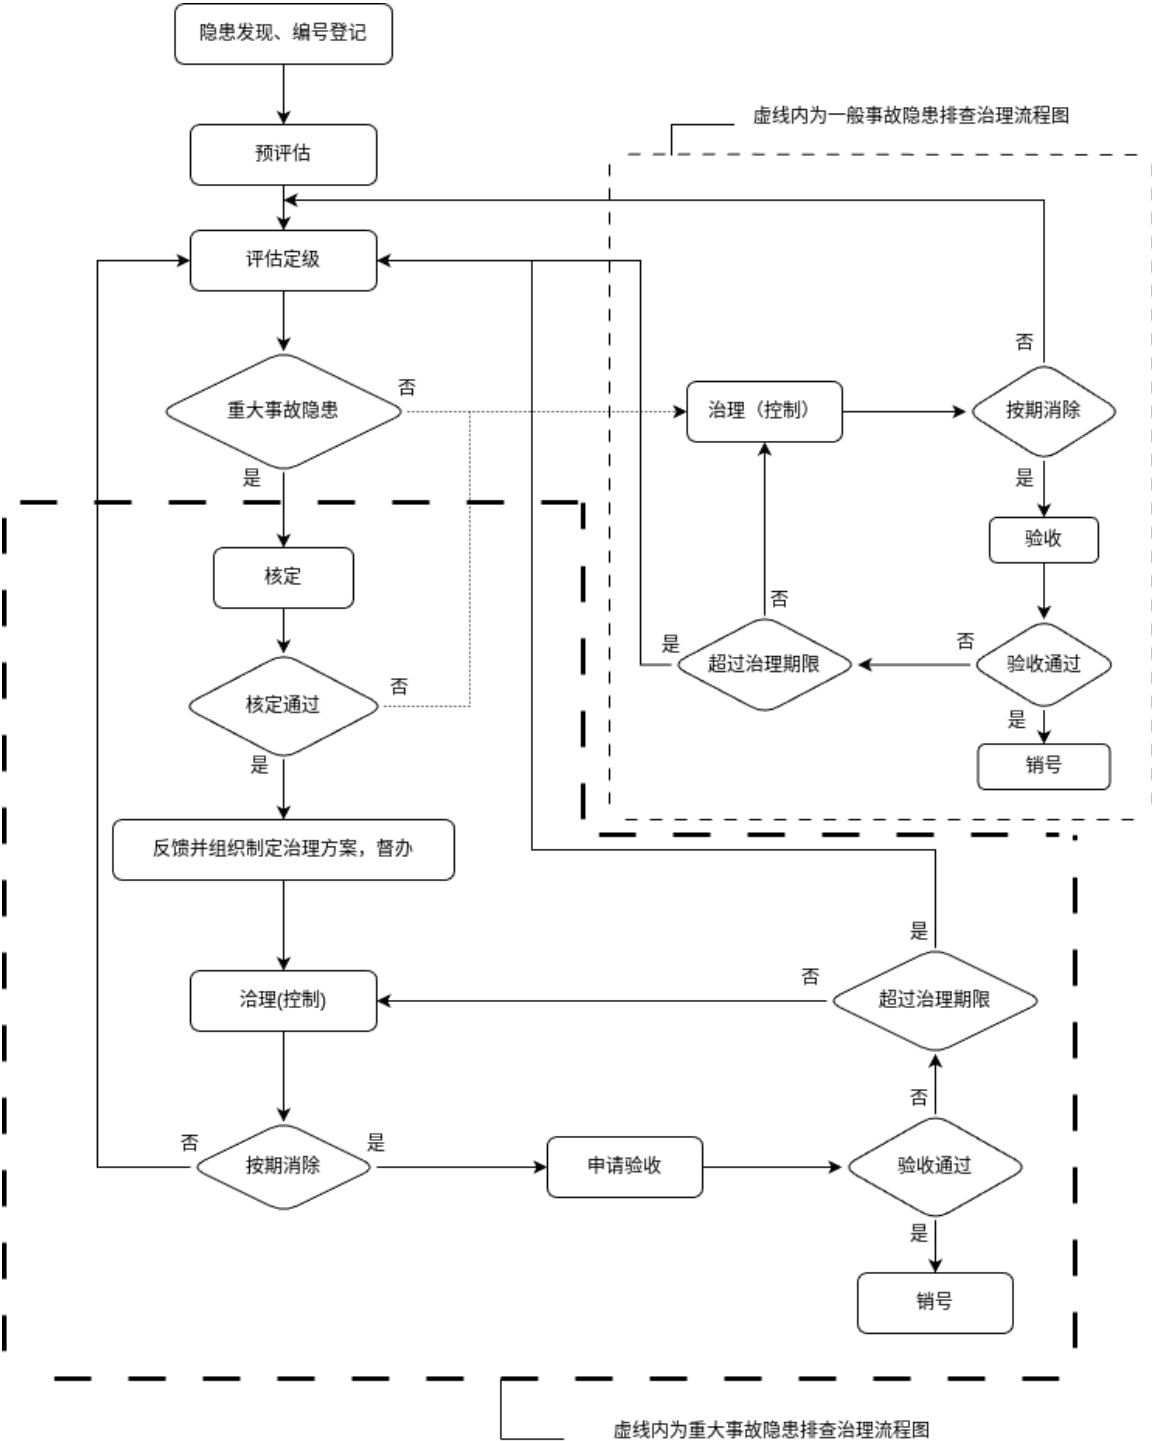 隐患发现、编号登记
虚线内为一般事故隐患排查治理流程图
预评估
评估定级
否
否
重大事故隐患
治理（控制）
按期消除
是
是
验收
核定
否
否
是
超过治理期限
验收通过
否
核定通过
是
是
销号
反馈并组织制定治理方案，督办
是
否
洽理(控制)
超过治理期限
否
否
是
按期消除
申请验收
验收通过
是
销号
虚线内为重大事故隐患排查治理流程图